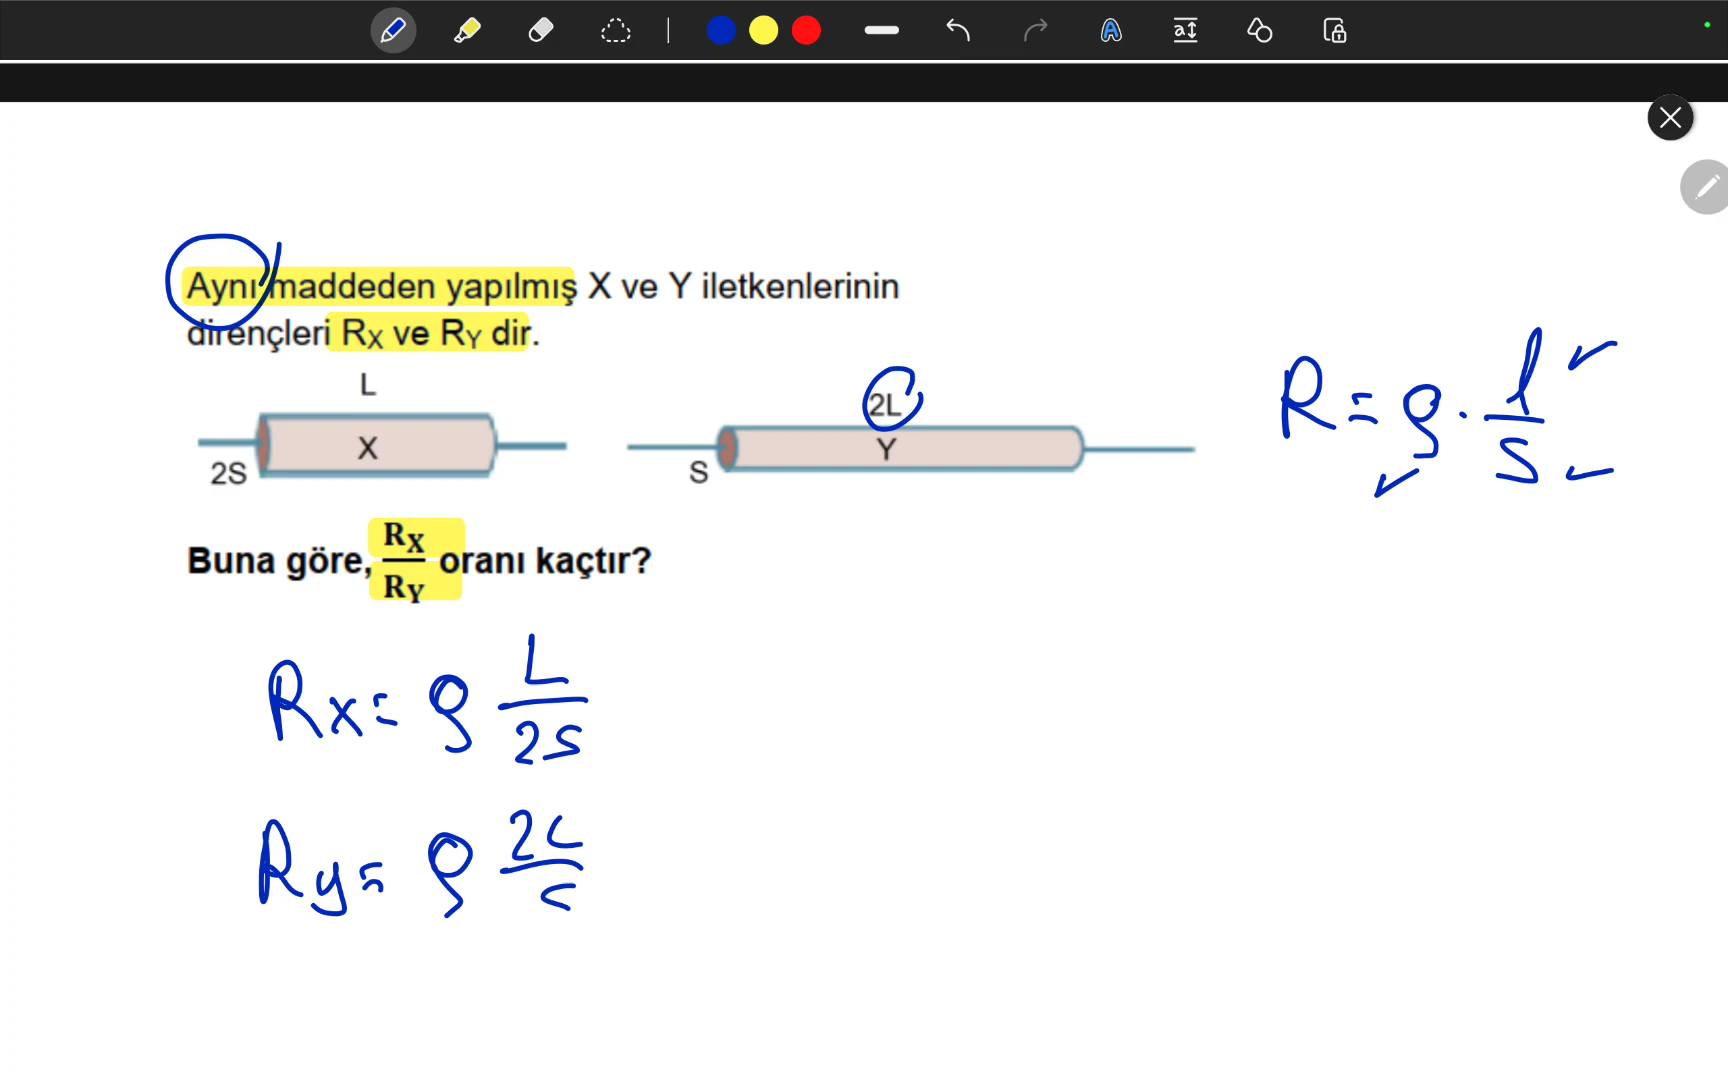 Aynı maddeden yapılmış X ve Y iletkenlerinin
dirençleri RX ve RY dir.
L
X
2S
2L
Y
S
R = ρ · l/S
Buna göre, RX/RY oranı kaçtır?
Rx = ρ L/2S
Ry = ρ